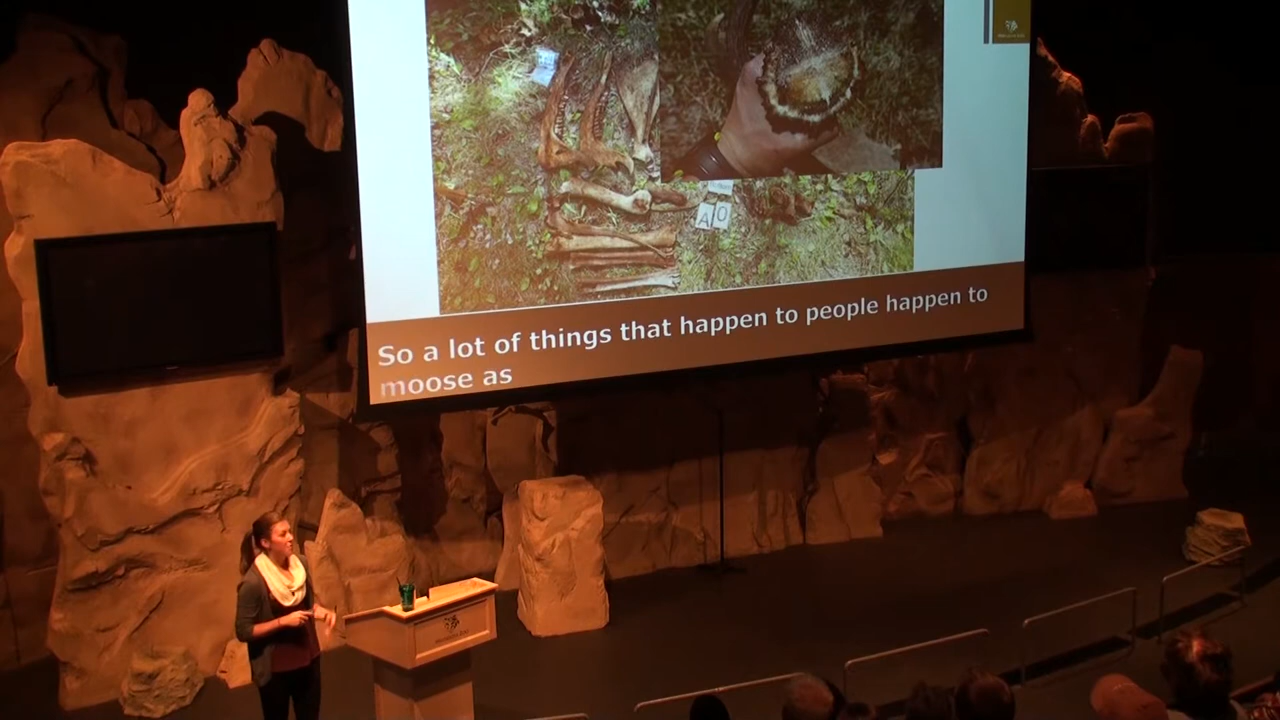 A O
So a lot of things that happen to people happen to
moose as